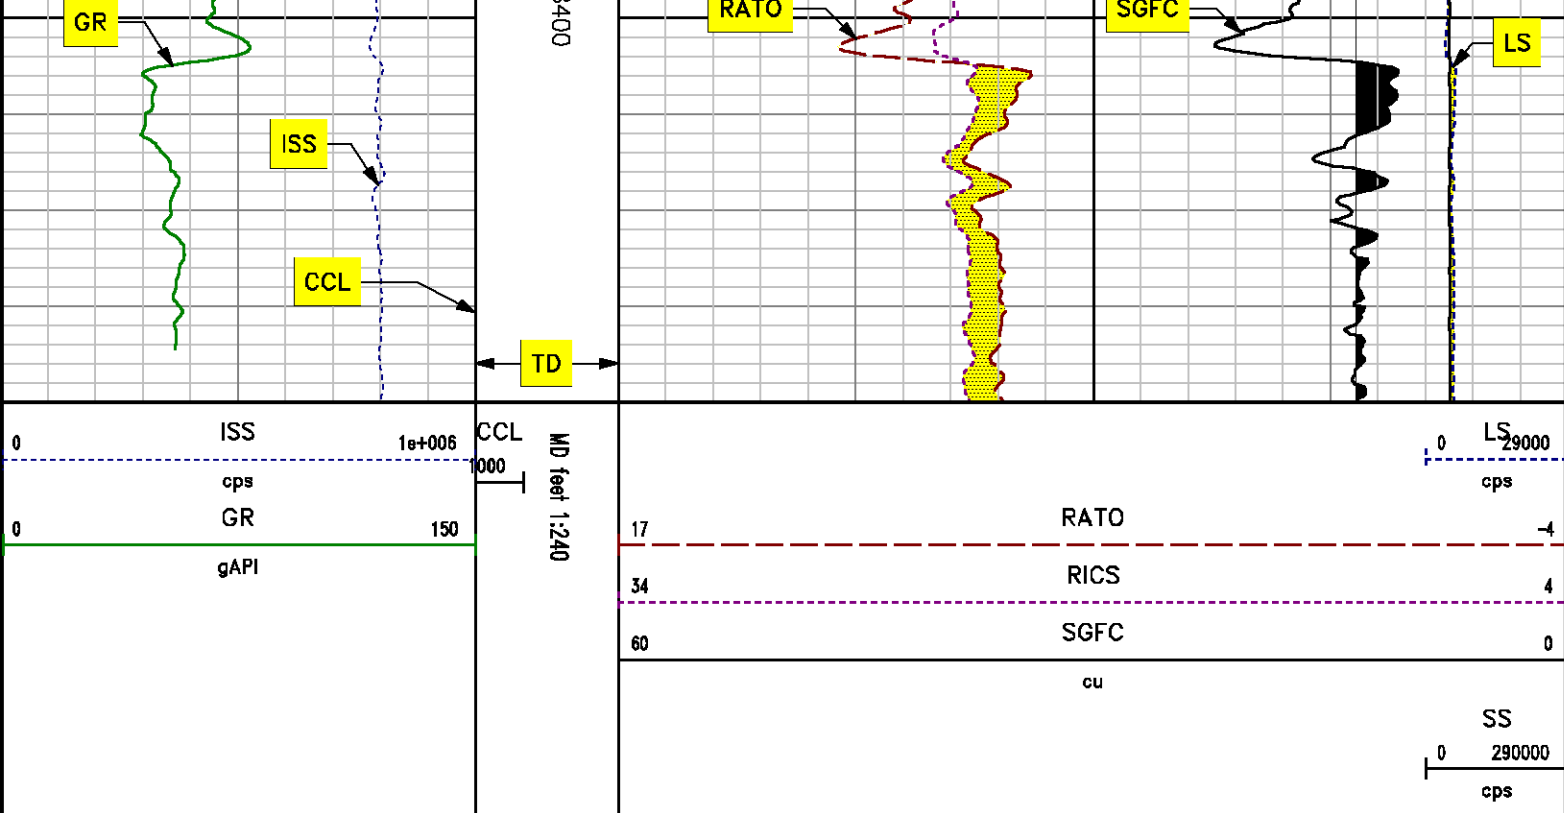 GR
RATO
SGFC
LS
ISS
CCL
TD
ISS
0 1e+006
cps
GR
0 150
gAPI
CCL
1000
MD feet 1:240
LS
0 29000
cps
RATO
17 -4
RICS
34 4
SGFC
60 0
cu
SS
0 290000
cps